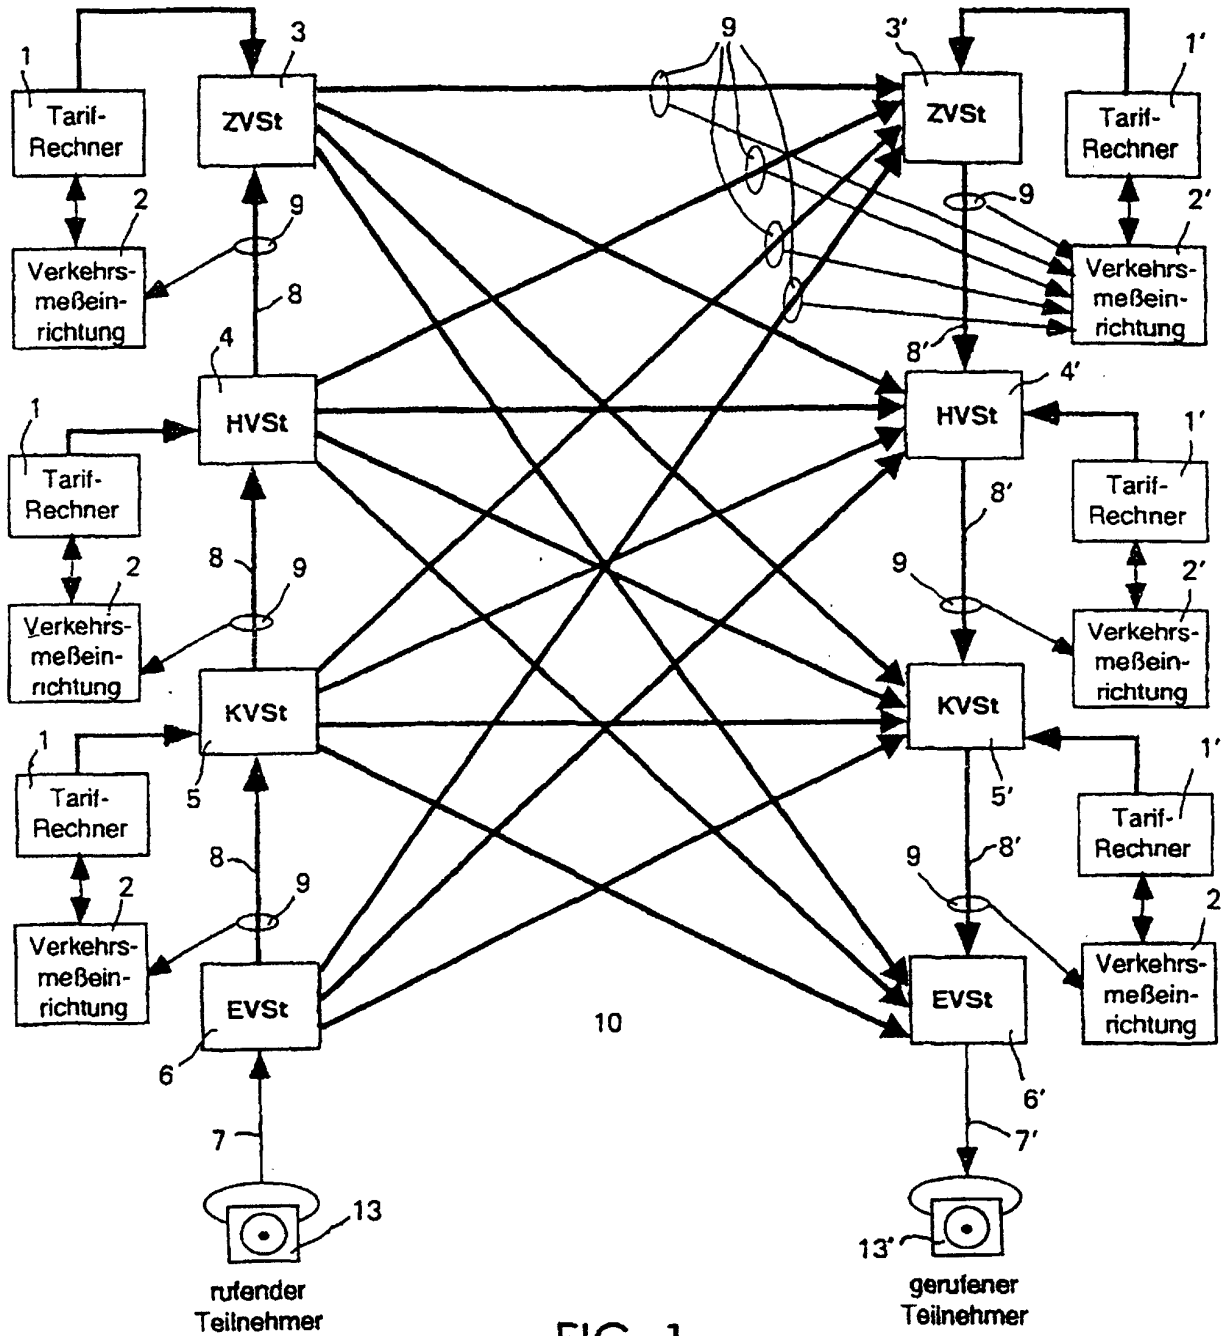 9
3
3′
1
1′
ZVSt
ZVSt
Tarif-
Rechner
Tarif-
Rechner
2
9
9
2′
Verkehrs-
meßein-
richtung
Verkehrs-
meßein-
richtung
8
8′
4
4′
HVSt
HVSt
1
1′
Tarif-
Rechner
Tarif-
Rechner
8
8′
2
9
9
2′
Verkehrs-
meßein-
richtung
Verkehrs-
meßein-
richtung
KVSt
KVSt
1
5
5′
1′
Tarif-
Rechner
Tarif-
Rechner
8
8′
2
9
9
2
Verkehrs-
meßein-
richtung
Verkehrs-
meßein-
richtung
EVSt
EVSt
10
6
6′
7
7′
13
13′
rufender
Teilnehmer
gerufener
Teilnehmer
FIG. 1